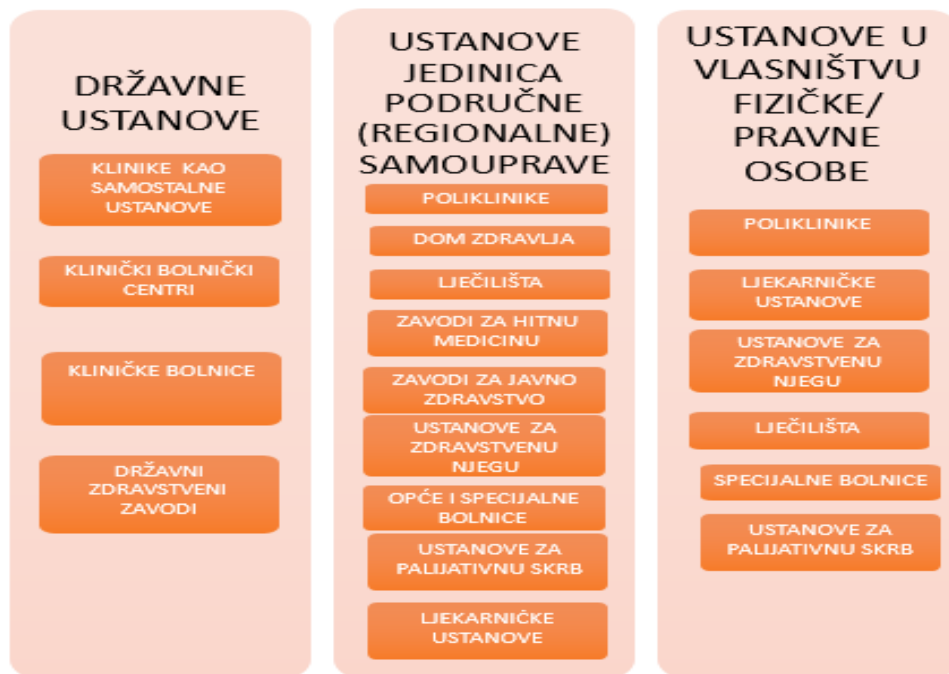 DRŽAVNE
USTANOVE
KLINIKE KAO
SAMOSTALNE
USTANOVE
KLINIČKI BOLNIČKI
CENTRI
KLINIČKE BOLNICE
DRŽAVNI
ZDRAVSTVENI
ZAVODI
USTANOVE
JEDINICA
PODRUČNE
(REGIONALNE)
SAMOUPRAVE
POLIKLINIKE
DOM ZDRAVLJA
LJEČILIŠTA
ZAVODI ZA HITNU
MEDICINU
ZAVODI ZA JAVNO
ZDRAVSTVO
USTANOVE ZA
ZDRAVSTVENU
NJEGU
OPĆE I SPECIJALNE
BOLNICE
USTANOVE ZA
PALIJATIVNU SKRB
LJEKARNIČKE
USTANOVE
USTANOVE U
VLASNIŠTVU
FIZIČKE/
PRAVNE
OSOBE
POLIKLINIKE
LJEKARNIČKE
USTANOVE
USTANOVE ZA
ZDRAVSTVENU
NJEGU
LJEČILIŠTA
SPECIJALNE BOLNICE
USTANOVE ZA
PALIJATIVNU SKRB